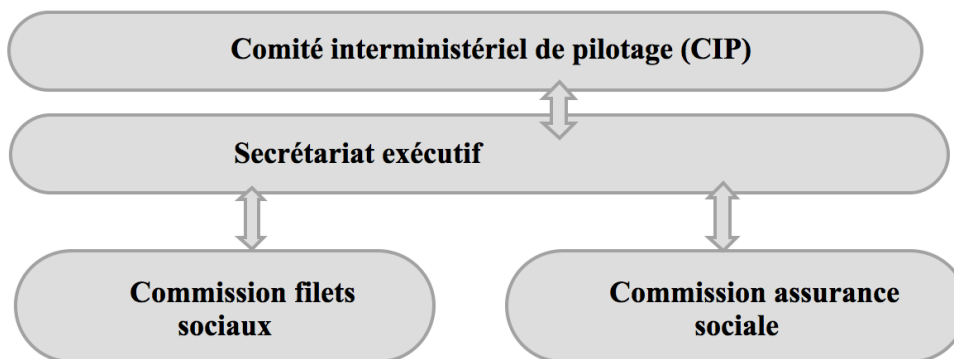 Comité interministériel de pilotage (CIP)
Secrétariat exécutif
Commission filets
sociaux
Commission assurance
sociale